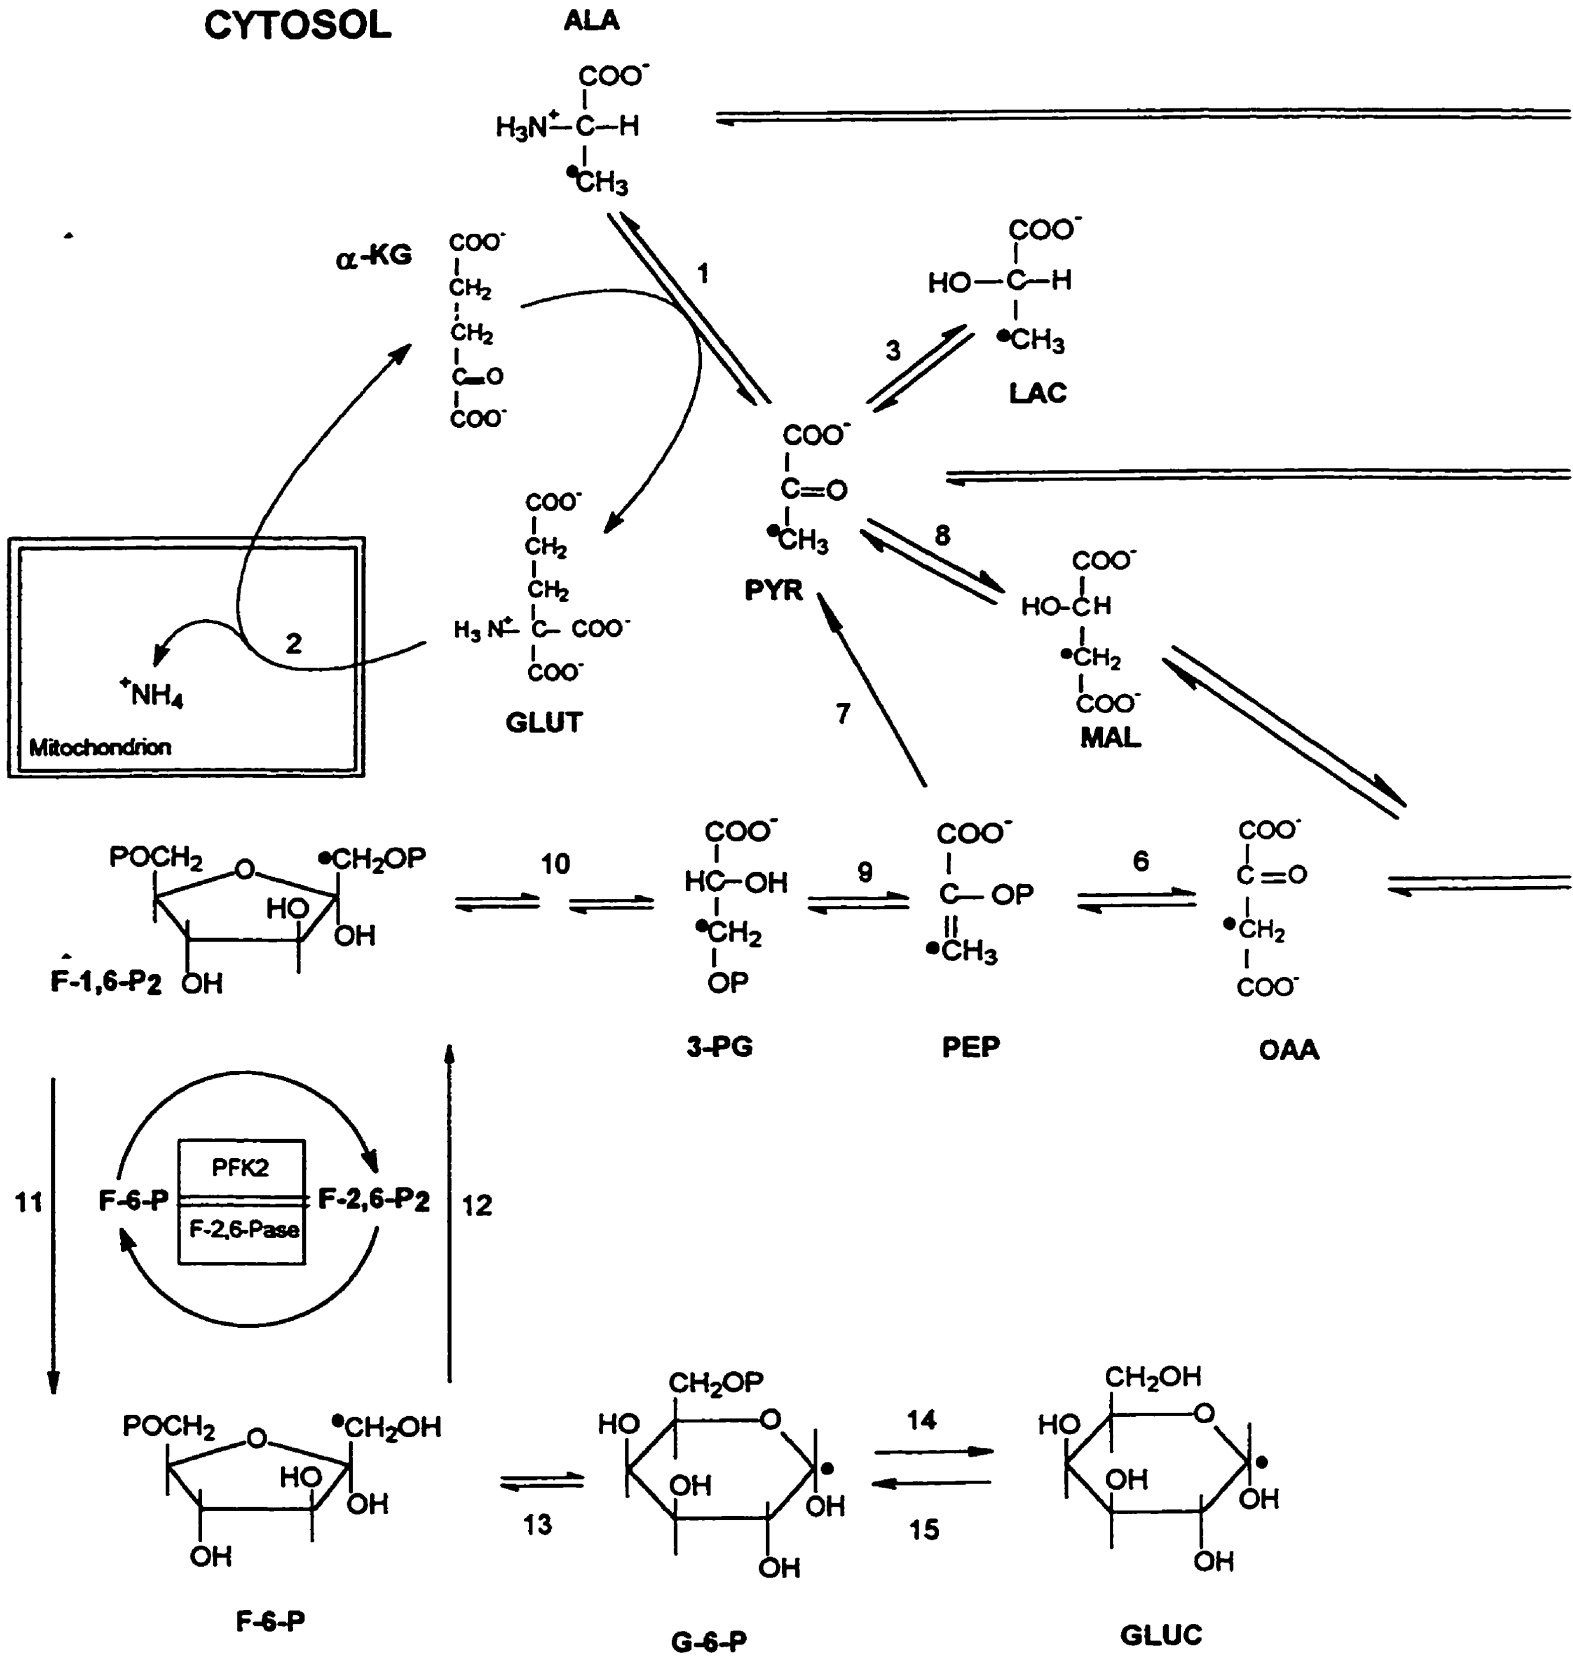 CYTOSOL
ALA
COO⁻
H₃N⁺–C–H
•CH₃
α-KG
COO⁻
CH₂
CH₂
C=O
COO⁻
1
COO⁻
HO–C–H
•CH₃
LAC
3
COO⁻
C=O
•CH₃
PYR
8
COO⁻
HO–CH
•CH₂
COO⁻
MAL
COO⁻
CH₂
CH₂
H₃N⁺–C–COO⁻
COO⁻
GLUT
2
⁺NH₄
Mitochondrion
7
POCH₂
O
•CH₂OP
HO
OH
OH
F-1,6-P2
10
COO⁻
HC–OH
•CH₂
OP
3-PG
9
COO⁻
C–OP
•CH₃
PEP
6
COO⁻
C=O
•CH₂
COO⁻
OAA
11
PFK2
F-6-P
F-2,6-P2
F-2,6-Pase
12
POCH₂
O
•CH₂OH
HO
OH
OH
F-6-P
13
CH₂OP
HO
O
OH
•
OH
OH
G-6-P
14
15
CH₂OH
HO
O
OH
•
OH
OH
GLUC